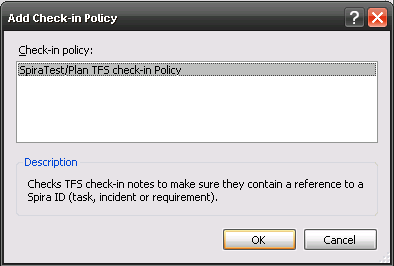 Add Check-in Policy
Check-in policy:
SpiraTest/Plan TFS check-in Policy
Description
Checks TFS check-in notes to make sure they contain a reference to a
Spira ID (task, incident or requirement).
OK
Cancel